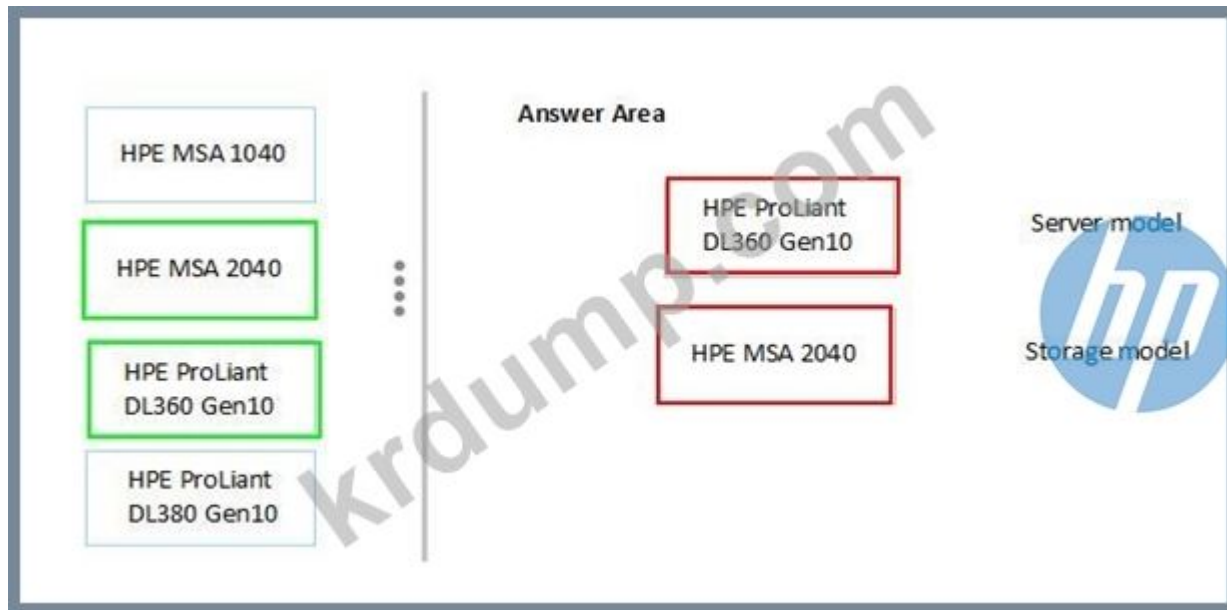 HPE MSA 1040
HPE MSA 2040
HPE ProLiant
DL360 Gen10
HPE ProLiant
DL380 Gen10
Answer Area
HPE ProLiant
DL360 Gen10
Server model
HPE MSA 2040
Storage model
krdump.com
hp